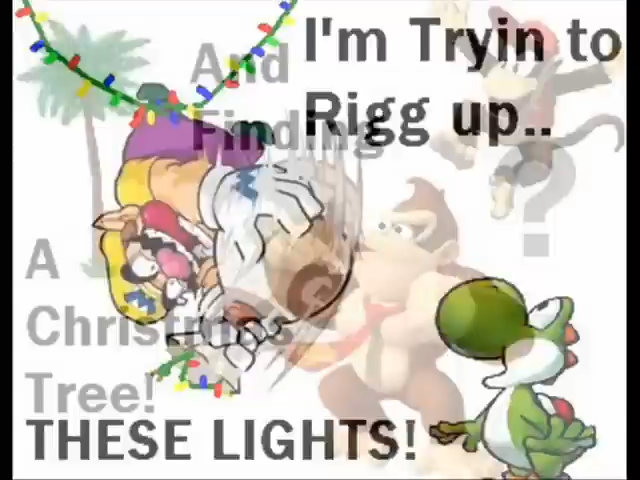 I'm Tryin to
Rigg up..
And
Finding
?
A
Christmas
Tree!
THESE LIGHTS!